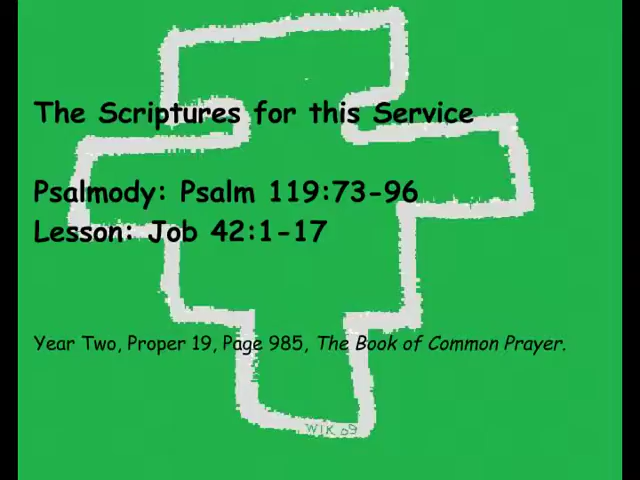 The Scriptures for this Service
Psalmody: Psalm 119:73-96
Lesson: Job 42:1-17
Year Two, Proper 19, Page 985, The Book of Common Prayer.
WIK 09